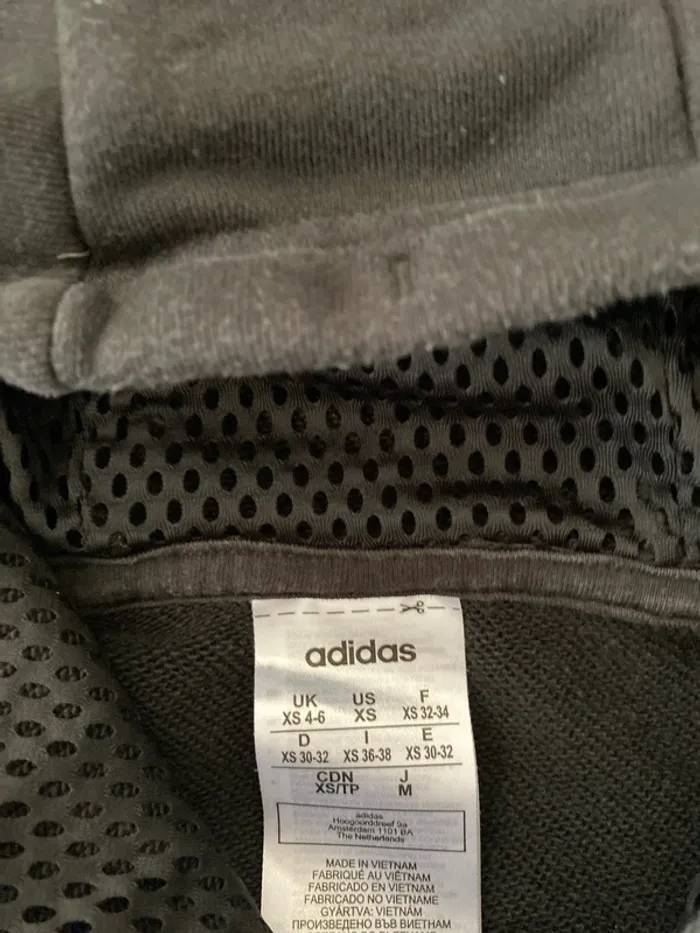 adidas
UK US F
XS 4-6 XS XS 32-34
D I E
XS 30-32 XS 36-38 XS 30-32
CDN J
XS/TP M
adidas
Hoogoorddreef 9a
Amsterdam 1101 BA
The Netherlands
MADE IN VIETNAM
FABRIQUÉ AU VIÊTNAM
FABRICADO EN VIETNAM
FABRICADO NO VIETNAME
GYÁRTVA: VIETNÁM
ПРОИЗВЕДЕНО ВЪВ ВИЕТНАМ